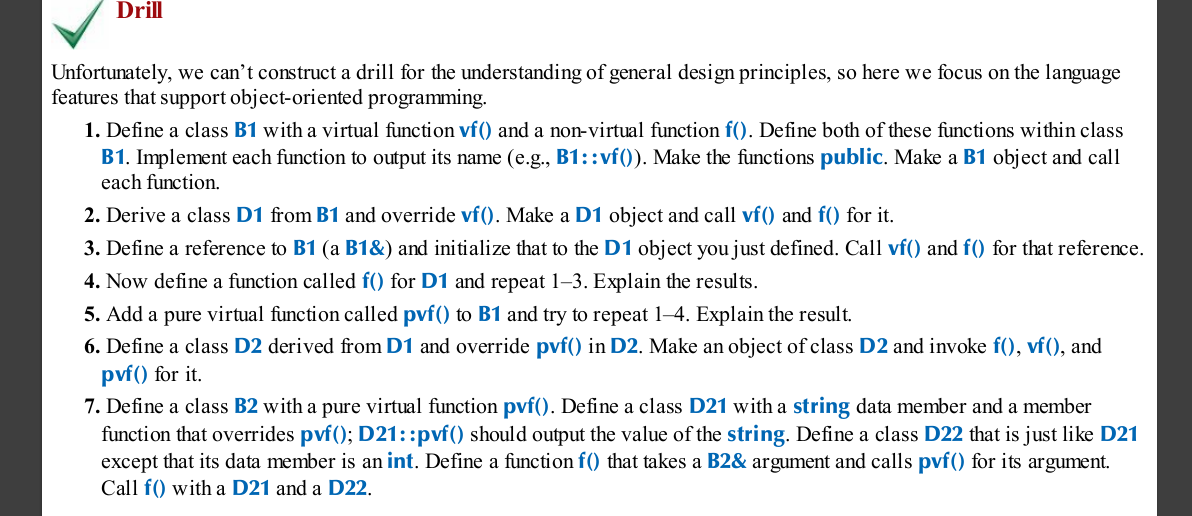 Drill
Unfortunately, we can’t construct a drill for the understanding of general design principles, so here we focus on the language
features that support object-oriented programming.
1. Define a class B1 with a virtual function vf() and a non-virtual function f(). Define both of these functions within class
B1. Implement each function to output its name (e.g., B1::vf()). Make the functions public. Make a B1 object and call
each function.
2. Derive a class D1 from B1 and override vf(). Make a D1 object and call vf() and f() for it.
3. Define a reference to B1 (a B1&) and initialize that to the D1 object you just defined. Call vf() and f() for that reference.
4. Now define a function called f() for D1 and repeat 1–3. Explain the results.
5. Add a pure virtual function called pvf() to B1 and try to repeat 1–4. Explain the result.
6. Define a class D2 derived from D1 and override pvf() in D2. Make an object of class D2 and invoke f(), vf(), and
pvf() for it.
7. Define a class B2 with a pure virtual function pvf(). Define a class D21 with a string data member and a member
function that overrides pvf(); D21::pvf() should output the value of the string. Define a class D22 that is just like D21
except that its data member is an int. Define a function f() that takes a B2& argument and calls pvf() for its argument.
Call f() with a D21 and a D22.